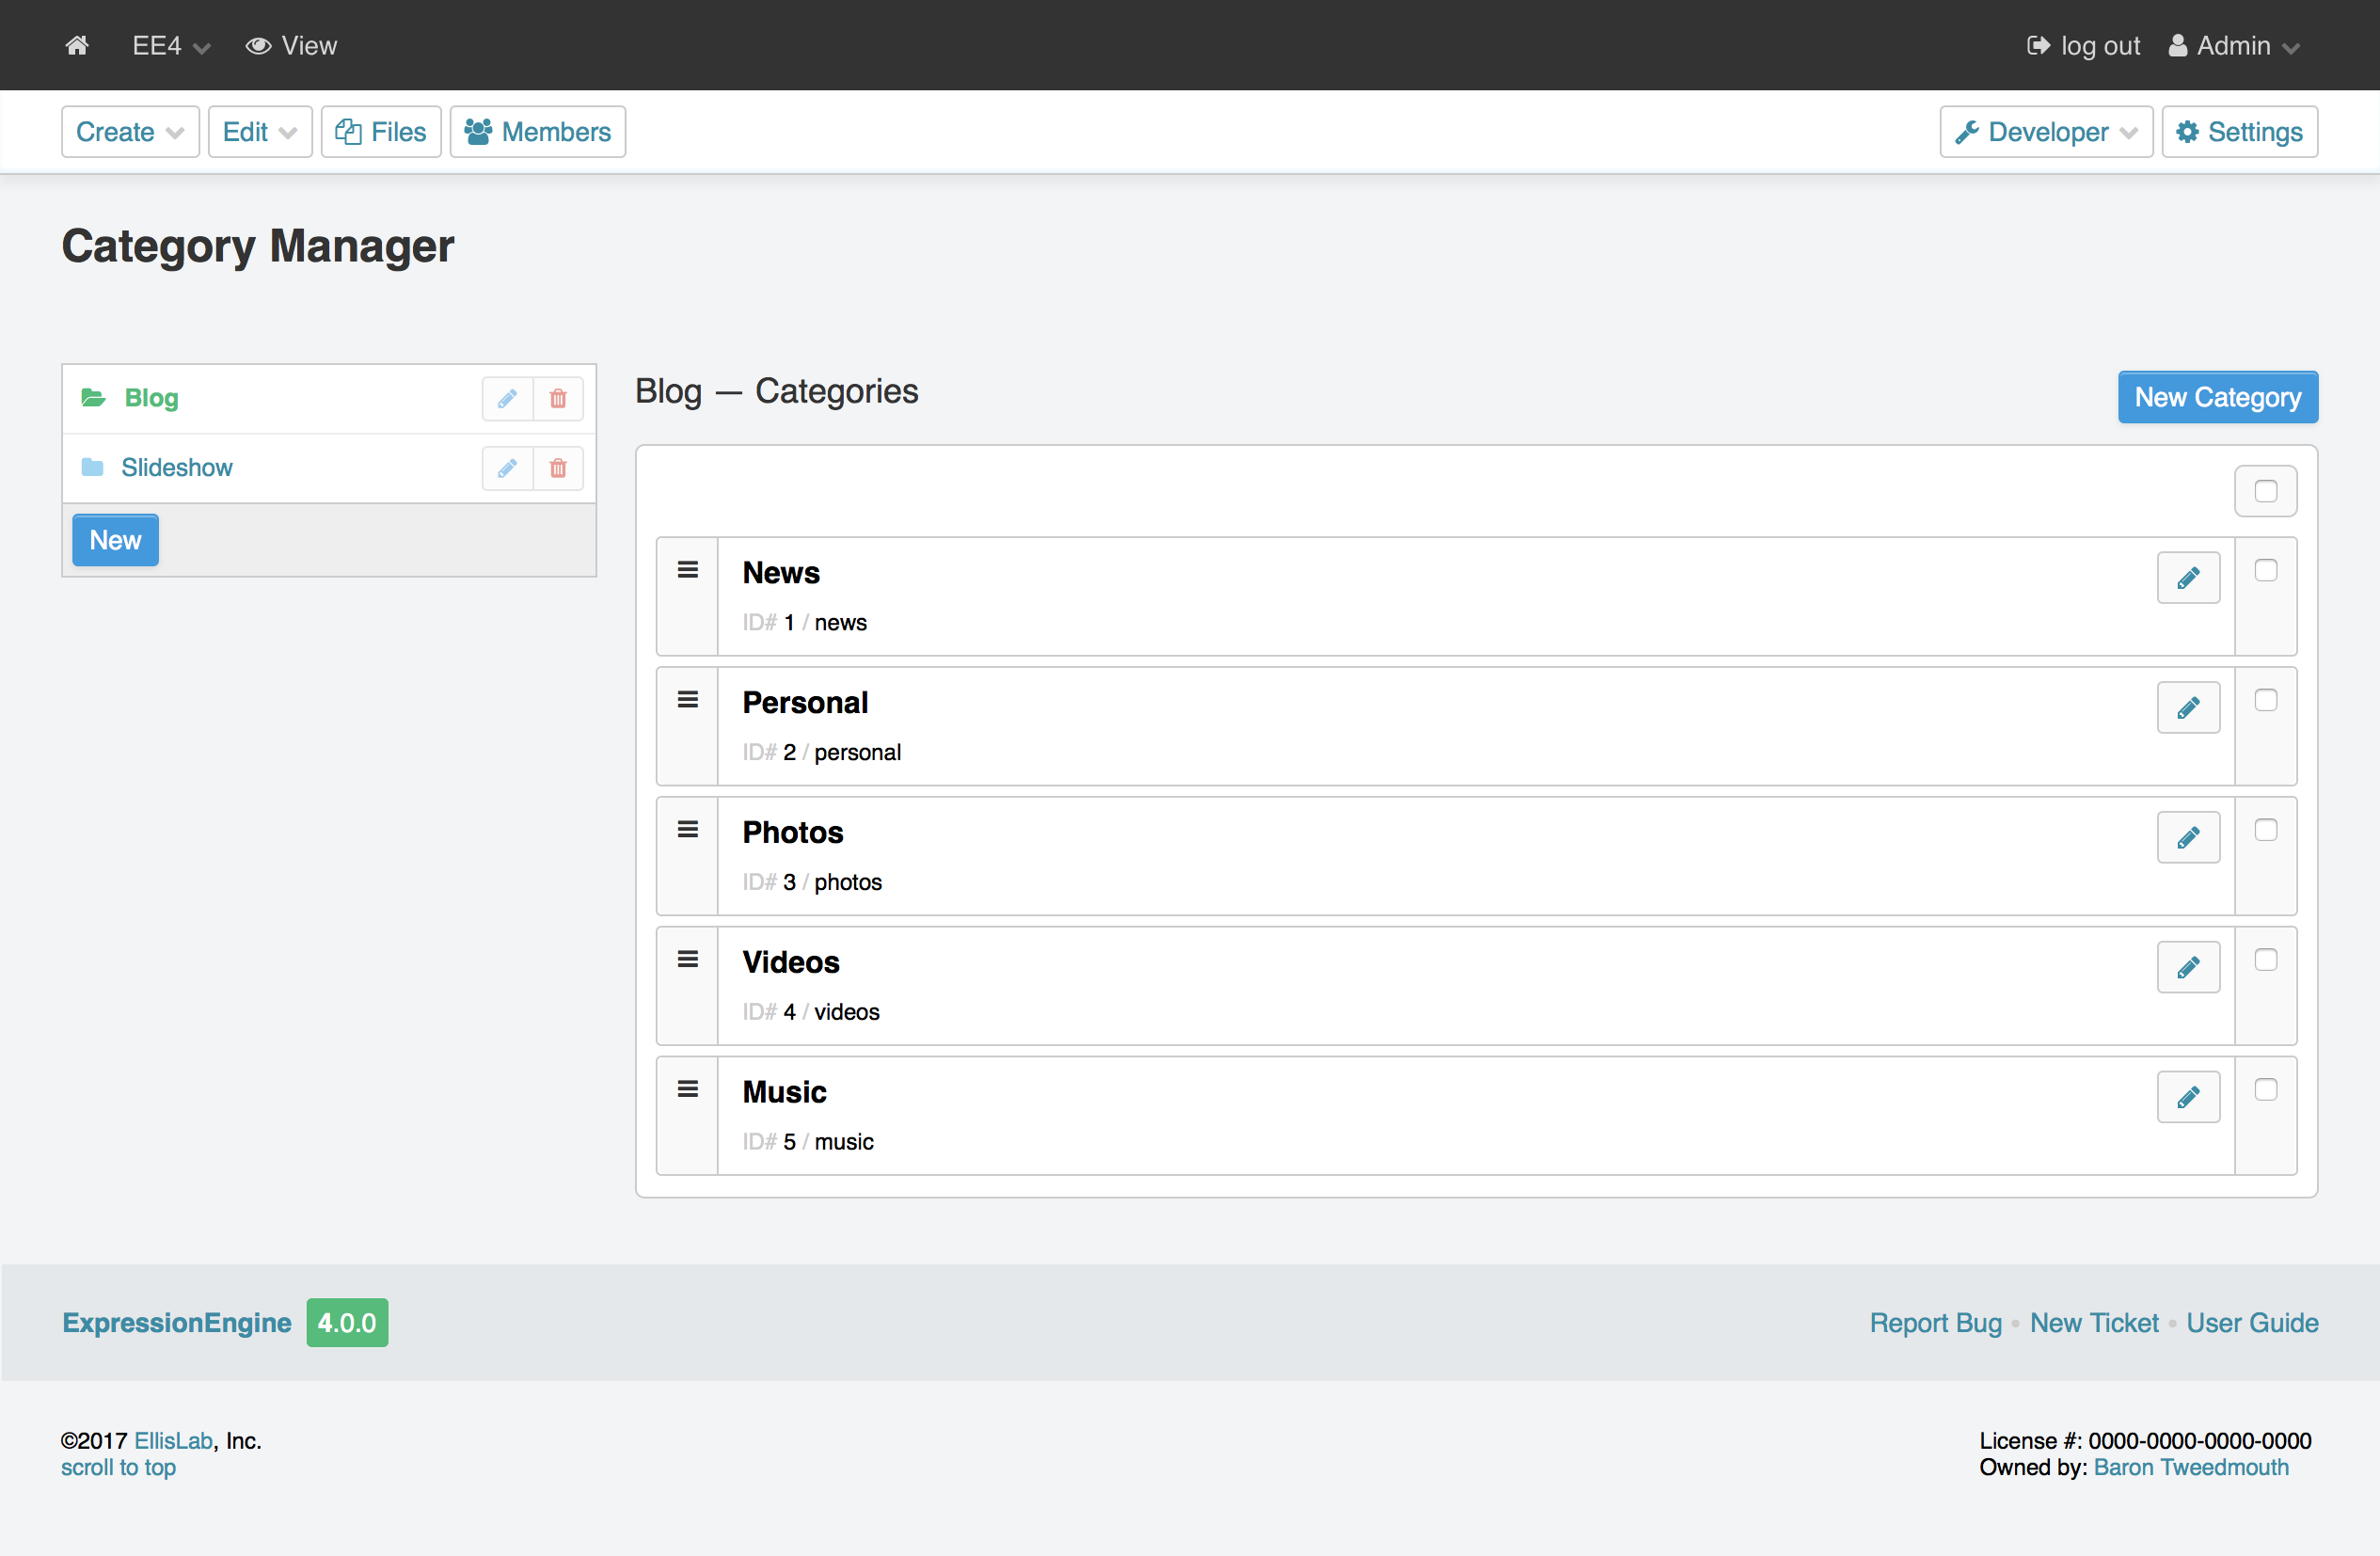 EE4 View log out Admin
Create Edit Files Members Developer Settings
Category Manager
Blog
Slideshow
New
Blog — Categories New Category
News
ID# 1 / news
Personal
ID# 2 / personal
Photos
ID# 3 / photos
Videos
ID# 4 / videos
Music
ID# 5 / music
ExpressionEngine 4.0.0 Report Bug • New Ticket • User Guide
©2017 EllisLab, Inc.
scroll to top
License #: 0000-0000-0000-0000
Owned by: Baron Tweedmouth